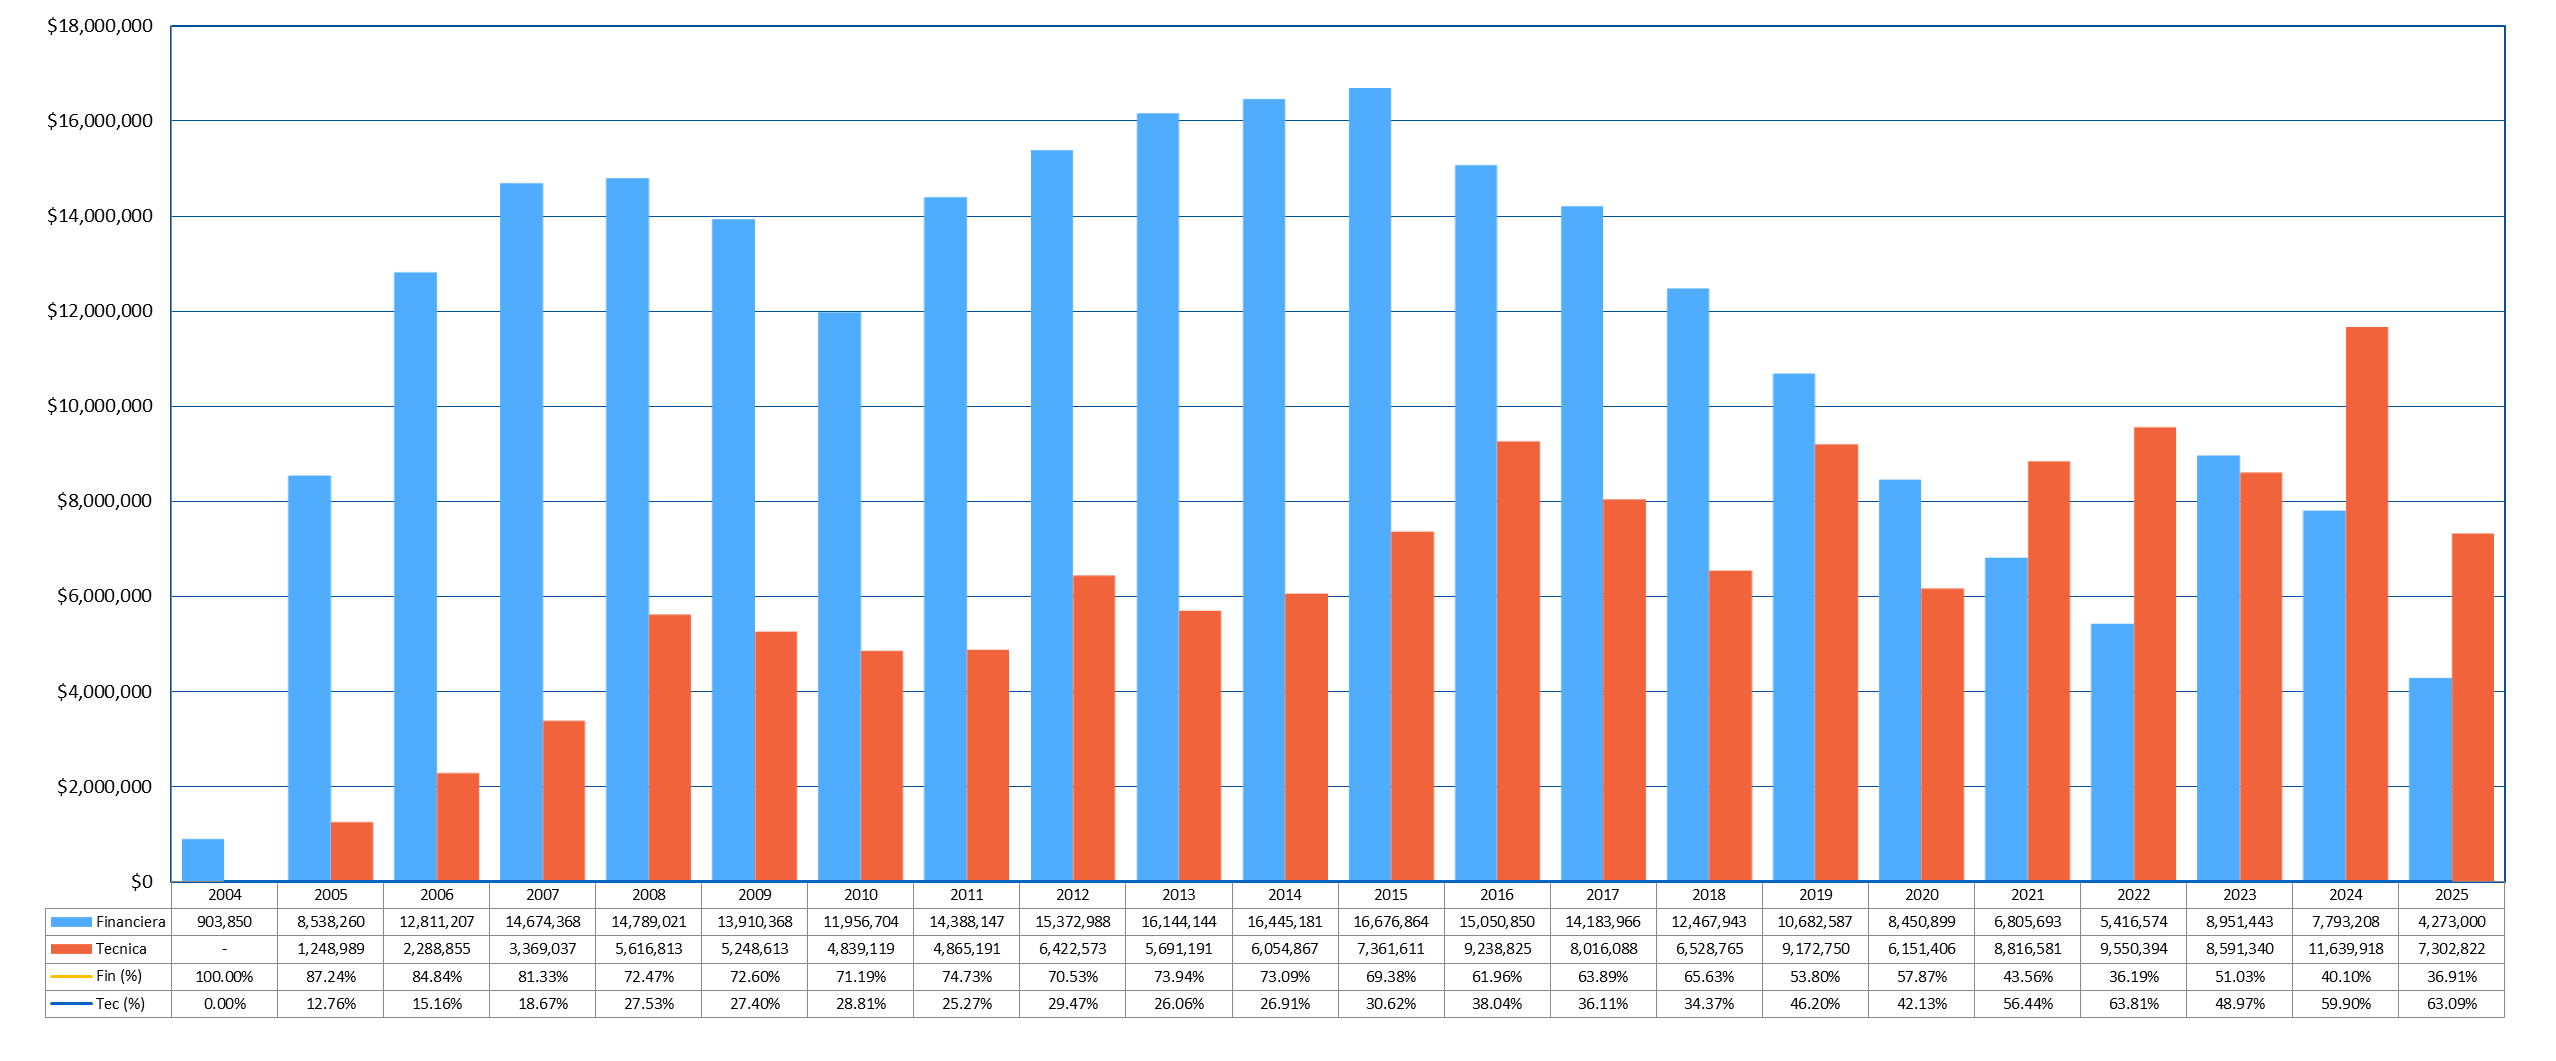 $18,000,000
$16,000,000
$14,000,000
$12,000,000
$10,000,000
$8,000,000
$6,000,000
$4,000,000
$2,000,000
$0
2004 2005 2006 2007 2008 2009 2010 2011 2012 2013 2014 2015 2016 2017 2018 2019 2020 2021 2022 2023 2024 2025
Financiera 903,850 8,538,260 12,811,207 14,674,368 14,789,021 13,910,368 11,956,704 14,388,147 15,372,988 16,144,144 16,445,181 16,676,864 15,050,850 14,183,966 12,467,943 10,682,587 8,450,899 6,805,693 5,416,574 8,951,443 7,793,208 4,273,000
Tecnica - 1,248,989 2,288,855 3,369,037 5,616,813 5,248,613 4,839,119 4,865,191 6,422,573 5,691,191 6,054,867 7,361,611 9,238,825 8,016,088 6,528,765 9,172,750 6,151,406 8,816,581 9,550,394 8,591,340 11,639,918 7,302,822
Fin (%) 100.00% 87.24% 84.84% 81.33% 72.47% 72.60% 71.19% 74.73% 70.53% 73.94% 73.09% 69.38% 61.96% 63.89% 65.63% 53.80% 57.87% 43.56% 36.19% 51.03% 40.10% 36.91%
Tec (%) 0.00% 12.76% 15.16% 18.67% 27.53% 27.40% 28.81% 25.27% 29.47% 26.06% 26.91% 30.62% 38.04% 36.11% 34.37% 46.20% 42.13% 56.44% 63.81% 48.97% 59.90% 63.09%